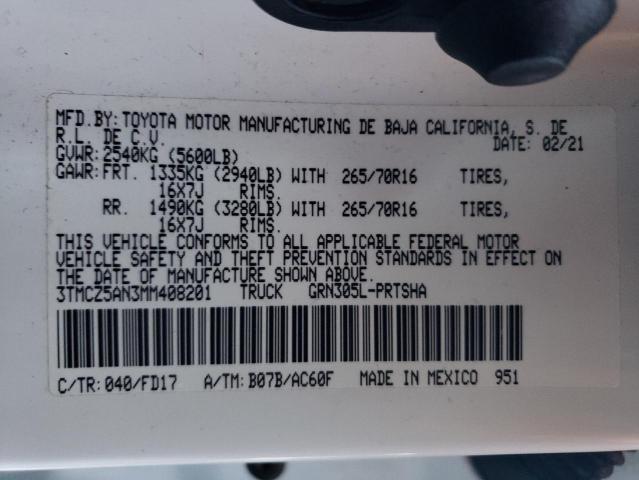 MFD.BY:TOYOTA MOTOR MANUFACTURING DE BAJA CALIFORNIA, S. DE
R.L. DE C.V. DATE: 02/21
GVWR:2540KG (5600LB)
GAWR:FRT. 1335KG (2940LB) WITH 265/70R16 TIRES,
16X7J RIMS.
RR. 1490KG (3280LB) WITH 265/70R16 TIRES,
16X7J RIMS.
THIS VEHICLE CONFORMS TO ALL APPLICABLE FEDERAL MOTOR
VEHICLE SAFETY AND THEFT PREVENTION STANDARDS IN EFFECT ON
THE DATE OF MANUFACTURE SHOWN ABOVE.
3TMCZ5AN3MM408201 TRUCK GRN305L-PRTSHA
C/TR:040/FD17 A/TM:B07B/AC60F MADE IN MEXICO 951